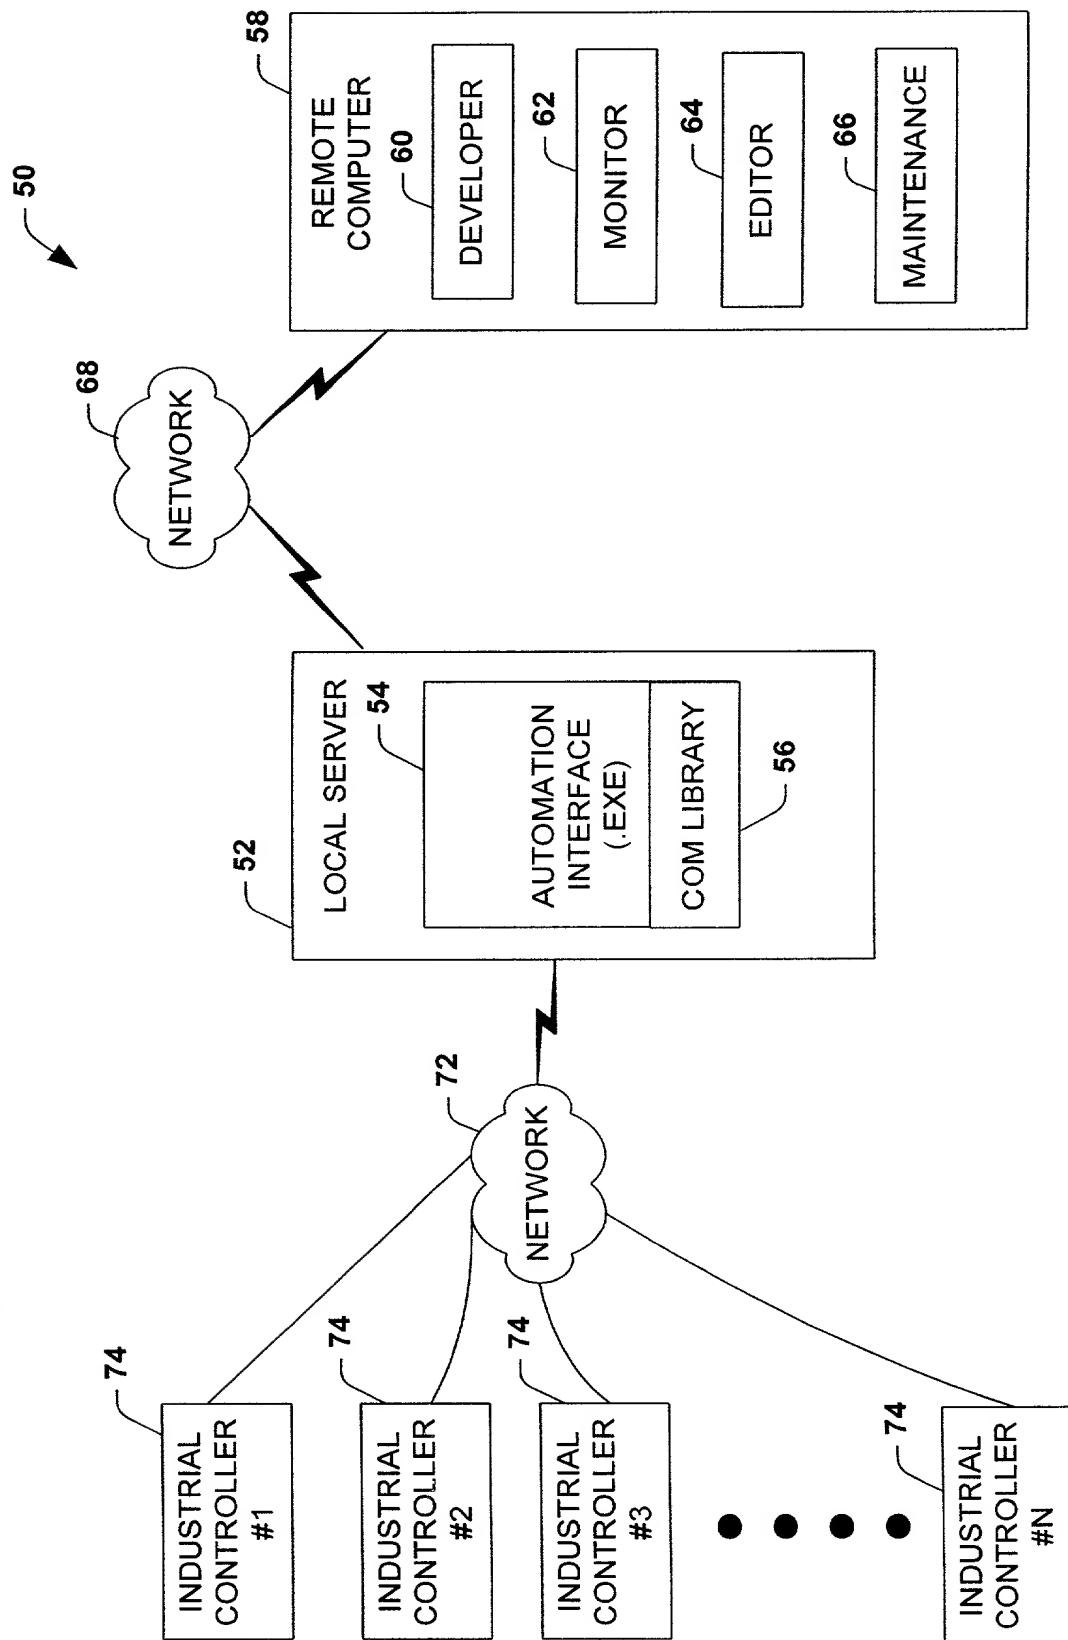 50
58
REMOTE
COMPUTER
60
DEVELOPER
62
MONITOR
64
EDITOR
66
MAINTENANCE
68
NETWORK
52
LOCAL SERVER
54
AUTOMATION
INTERFACE
(.EXE)
COM LIBRARY
56
72
NETWORK
74
INDUSTRIAL
CONTROLLER
#1
74
INDUSTRIAL
CONTROLLER
#2
74
INDUSTRIAL
CONTROLLER
#3
74
INDUSTRIAL
CONTROLLER
#N